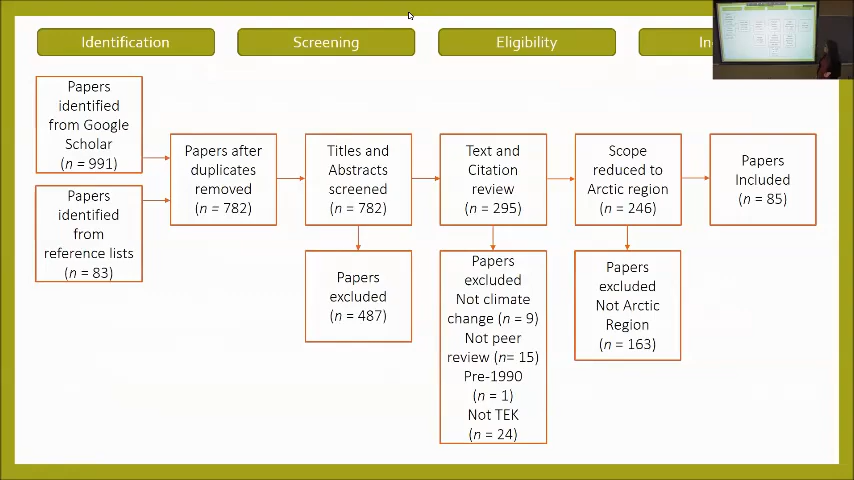 Identification
Screening
Eligibility
In
Papers
identified
from Google
Scholar
(n = 991)
Papers
identified
from
reference lists
(n = 83)
Papers after
duplicates
removed
(n = 782)
Titles and
Abstracts
screened
(n = 782)
Papers
excluded
(n = 487)
Text and
Citation
review
(n = 295)
Papers
excluded
Not climate
change (n = 9)
Not peer
review (n= 15)
Pre-1990
(n = 1)
Not TEK
(n = 24)
Scope
reduced to
Arctic region
(n = 246)
Papers
excluded
Not Arctic
Region
(n = 163)
Papers
Included
(n = 85)